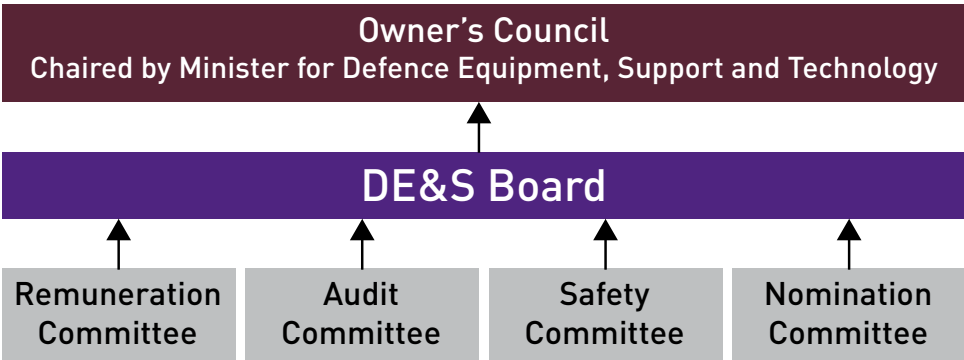 Owner’s Council
Chaired by Minister for Defence Equipment, Support and Technology
DE&S Board
Remuneration
Committee
Audit
Committee
Safety
Committee
Nomination
Committee